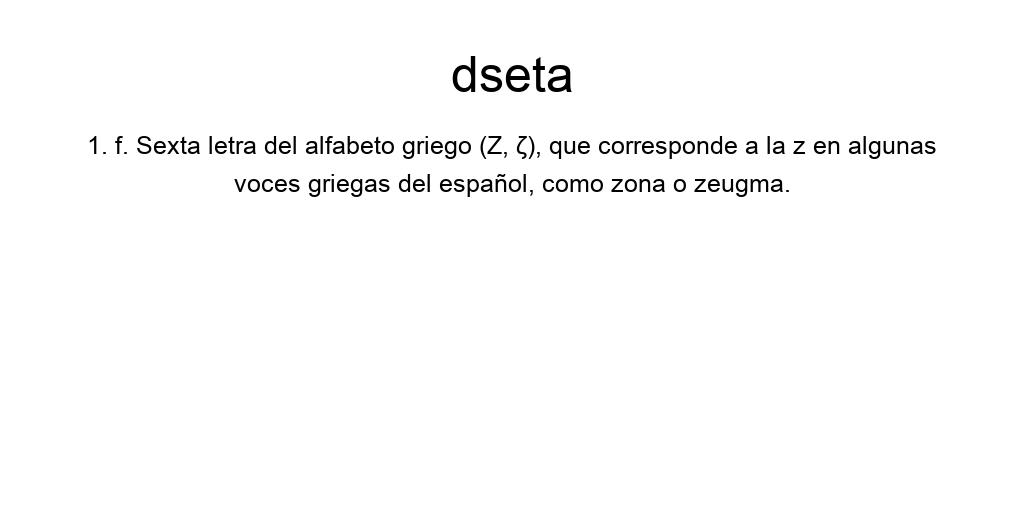 dseta
1. f. Sexta letra del alfabeto griego (Ζ, ζ), que corresponde a la z en algunas
voces griegas del español, como zona o zeugma.